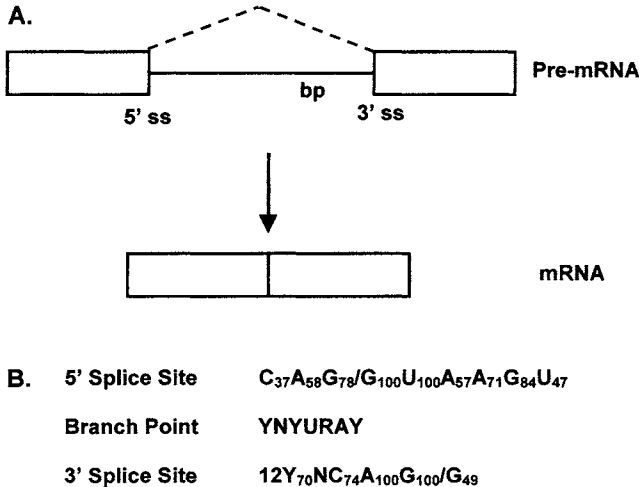 A.
Pre-mRNA
bp
5' ss
3' ss
mRNA
B. 5' Splice Site C₃₇A₅₈G₇₈/G₁₀₀U₁₀₀A₅₇A₇₁G₈₄U₄₇
Branch Point YNYURAY
3' Splice Site 12Y₇₀NC₇₄A₁₀₀G₁₀₀/G₄₉